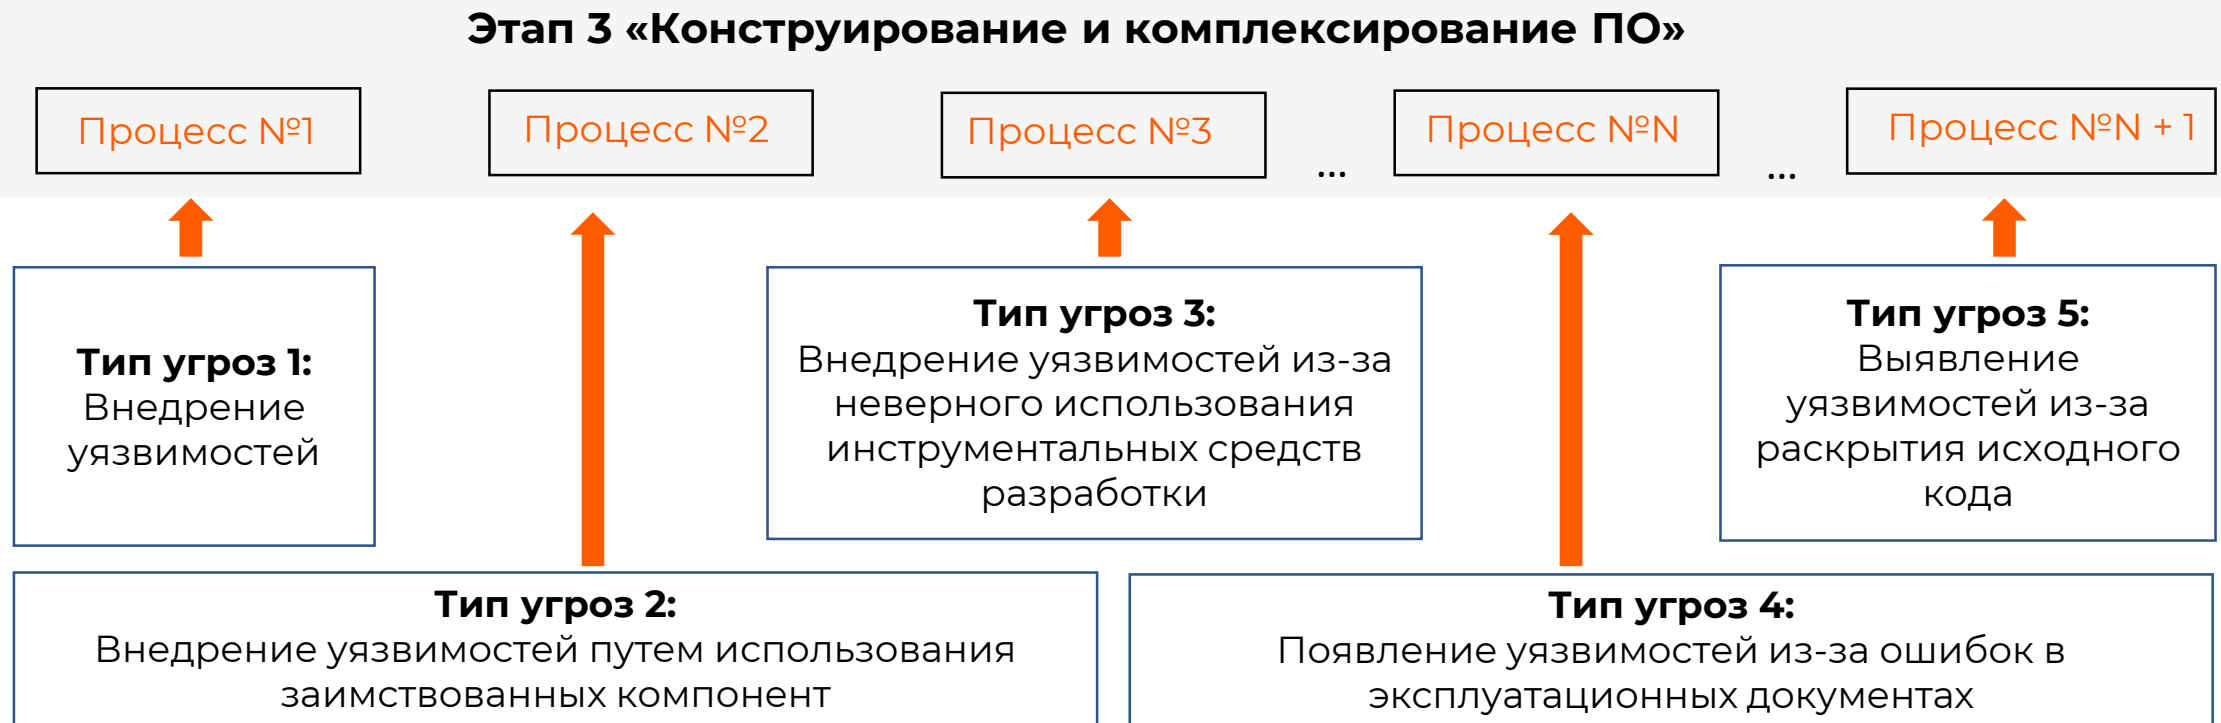 Этап 3 «Конструирование и комплексирование ПО»
Процесс №1
Процесс №2
Процесс №3
...
Процесс №N
...
Процесс №N + 1
Тип угроз 1:
Внедрение
уязвимостей
Тип угроз 3:
Внедрение уязвимостей из-за
неверного использования
инструментальных средств
разработки
Тип угроз 5:
Выявление
уязвимостей из-за
раскрытия исходного
кода
Тип угроз 2:
Внедрение уязвимостей путем использования
заимствованных компонент
Тип угроз 4:
Появление уязвимостей из-за ошибок в
эксплуатационных документах